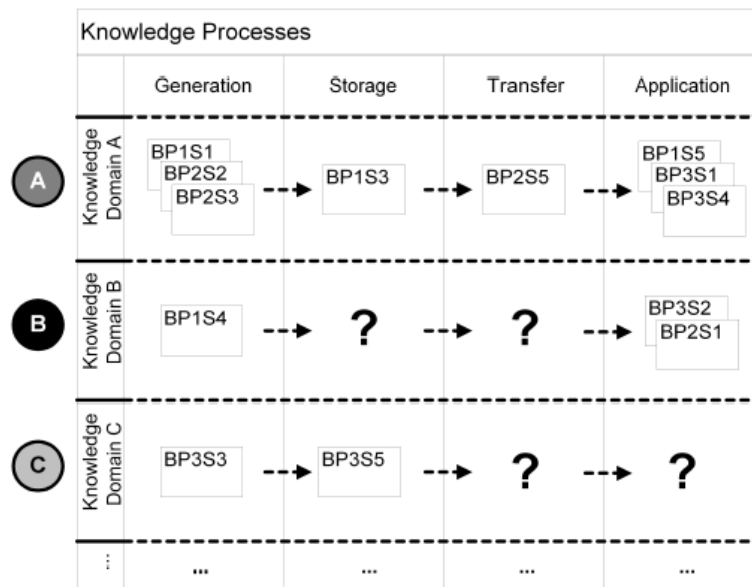 Knowledge Processes
Generation Storage Transfer Application
A
Knowledge
Domain A
BP1S1
BP2S2
BP2S3
BP1S3
BP2S5
BP1S5
BP3S1
BP3S4
B
Knowledge
Domain B
BP1S4
?
?
BP3S2
BP2S1
C
Knowledge
Domain C
BP3S3
BP3S5
?
?
... ... ... ... ...